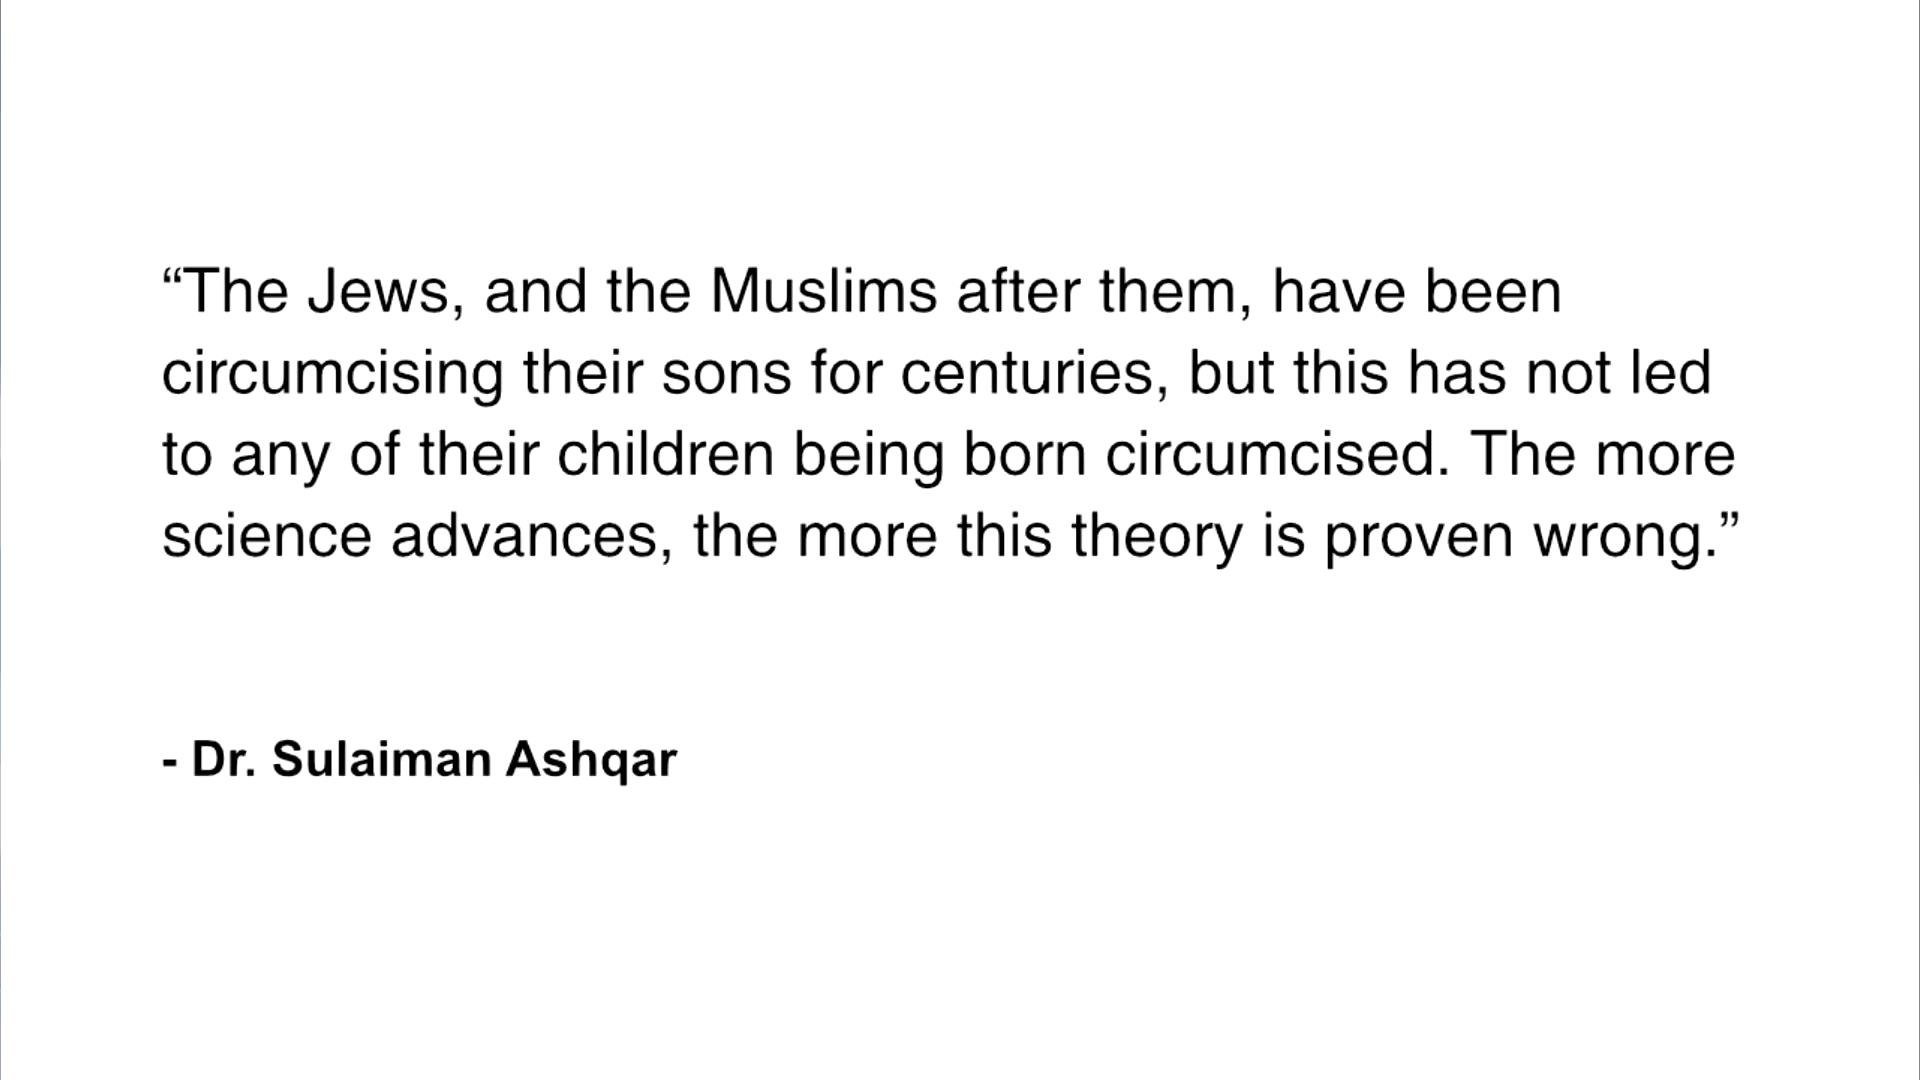 “The Jews, and the Muslims after them, have been
circumcising their sons for centuries, but this has not led
to any of their children being born circumcised. The more
science advances, the more this theory is proven wrong.”
- Dr. Sulaiman Ashqar